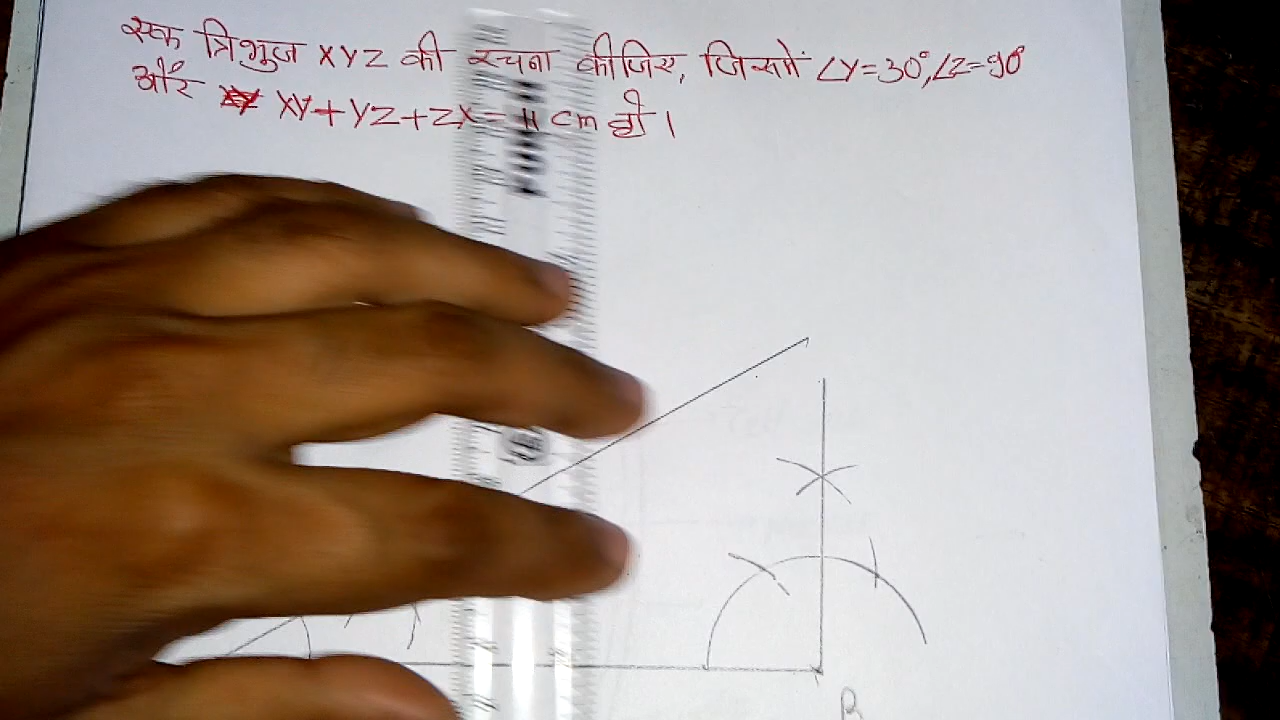 एक त्रिभुज XYZ की रचना कीजिए, जिसमें ∠Y=30°,∠Z=90°
और XY+YZ+ZX=11 cm हो।
B